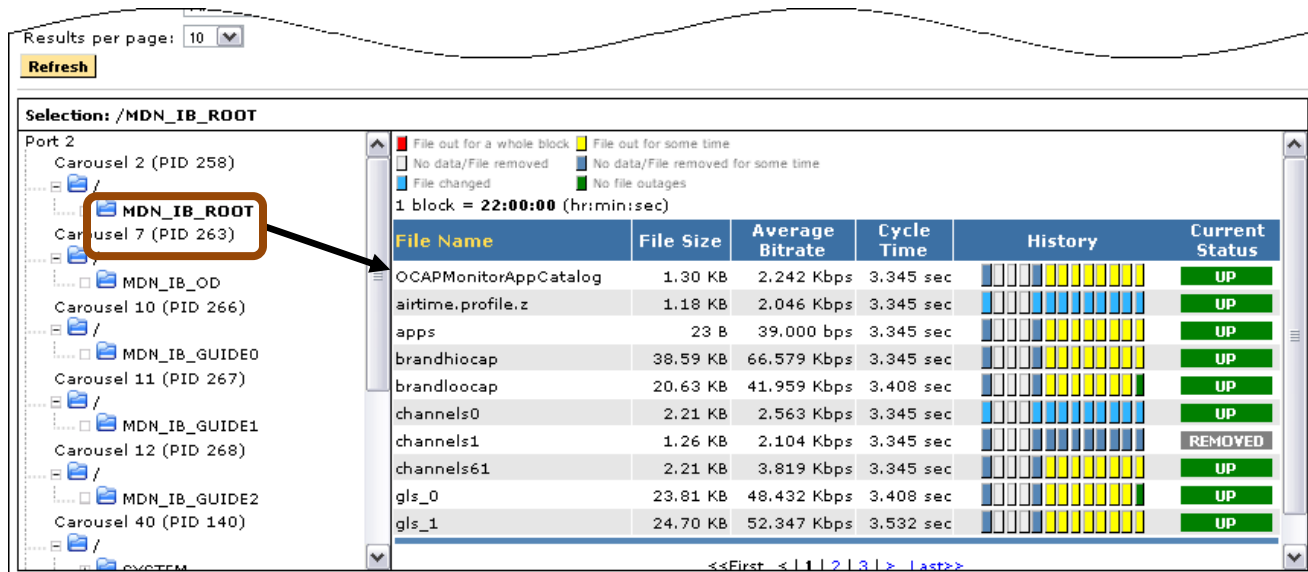 Results per page: 10
Refresh
Selection: /MDN_IB_ROOT
Port 2
Carousel 2 (PID 258)
/
MDN_IB_ROOT
Carousel 7 (PID 263)
/
MDN_IB_OD
Carousel 10 (PID 266)
/
MDN_IB_GUIDE0
Carousel 11 (PID 267)
/
MDN_IB_GUIDE1
Carousel 12 (PID 268)
/
MDN_IB_GUIDE2
Carousel 40 (PID 140)
/
SYSTEM
File out for a whole block File out for some time
No data/File removed No data/File removed for some time
File changed No file outages
1 block = 22:00:00 (hr:min:sec)
File Name File Size Average Bitrate Cycle Time History Current Status
OCAPMonitorAppCatalog 1.30 KB 2.242 Kbps 3.345 sec UP
airtime.profile.z 1.18 KB 2.046 Kbps 3.345 sec UP
apps 23 B 39.000 bps 3.345 sec UP
brandhiocap 38.59 KB 66.579 Kbps 3.345 sec UP
brandloocap 20.63 KB 41.959 Kbps 3.408 sec UP
channels0 2.21 KB 2.563 Kbps 3.345 sec UP
channels1 1.26 KB 2.104 Kbps 3.345 sec REMOVED
channels61 2.21 KB 3.819 Kbps 3.345 sec UP
gls_0 23.81 KB 48.432 Kbps 3.408 sec UP
gls_1 24.70 KB 52.347 Kbps 3.532 sec UP
<<First < | 1 | 2 | 3 | > Last>>